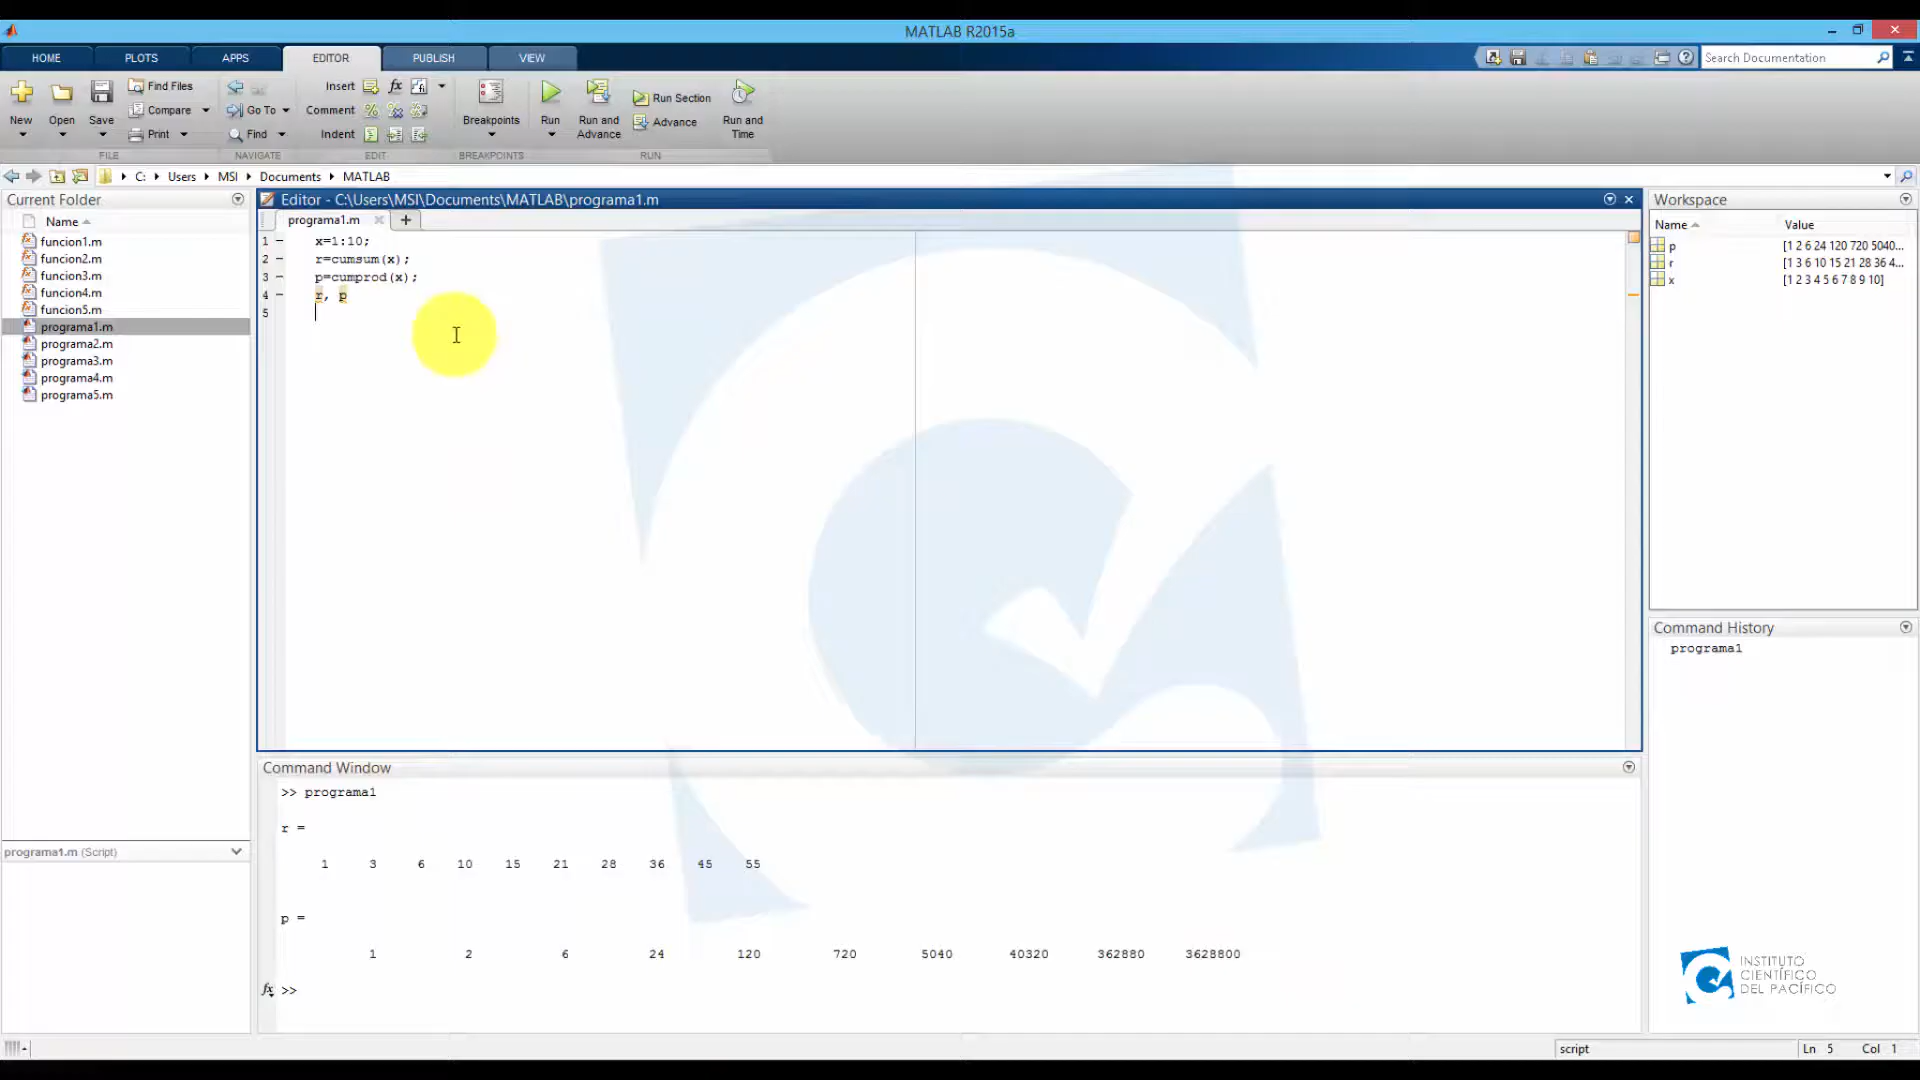 MATLAB R2015a
HOME PLOTS APPS EDITOR PUBLISH VIEW
Search Documentation
New Open Save
Find Files
Compare
Print
FILE
Go To
Find
NAVIGATE
Insert
Comment
Indent
EDIT
Breakpoints
BREAKPOINTS
Run
Run and Advance
Run Section
Advance
Run and Time
RUN
C: Users MSI Documents MATLAB
Current Folder
Name
funcion1.m
funcion2.m
funcion3.m
funcion4.m
funcion5.m
programa1.m
programa2.m
programa3.m
programa4.m
programa5.m
programa1.m (Script)
Editor - C:\Users\MSI\Documents\MATLAB\programa1.m
programa1.m
1 x=1:10;
2 r=cumsum(x);
3 p=cumprod(x);
4 r, p
5
Command Window
>> programa1
r =
1 3 6 10 15 21 28 36 45 55
p =
1 2 6 24 120 720 5040 40320 362880 3628800
fx >>
Workspace
Name Value
p [1 2 6 24 120 720 5040...
r [1 3 6 10 15 21 28 36 4...
x [1 2 3 4 5 6 7 8 9 10]
Command History
programa1
INSTITUTO
CIENTÍFICO
DEL PACÍFICO
script Ln 5 Col 1